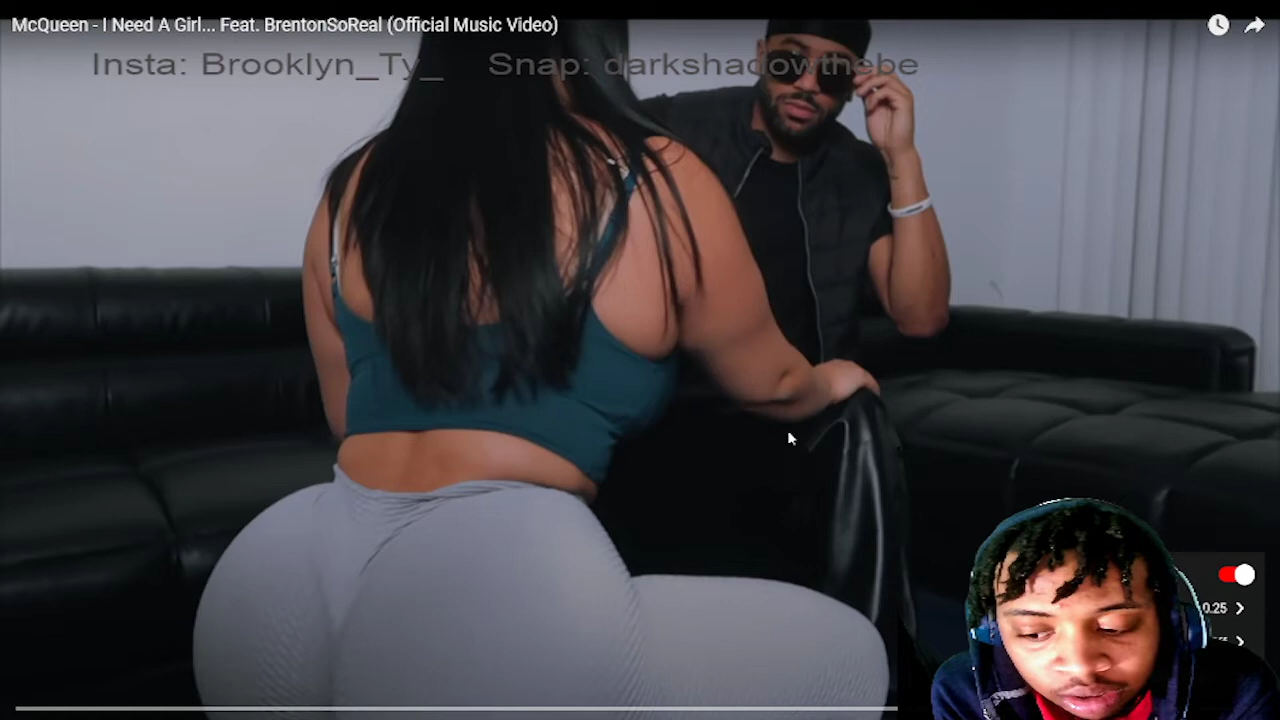 McQueen - I Need A Girl... Feat. BrentonSoReal (Official Music Video)
Insta: Brooklyn_Ty_ Snap: darkshadowthebe
0.25